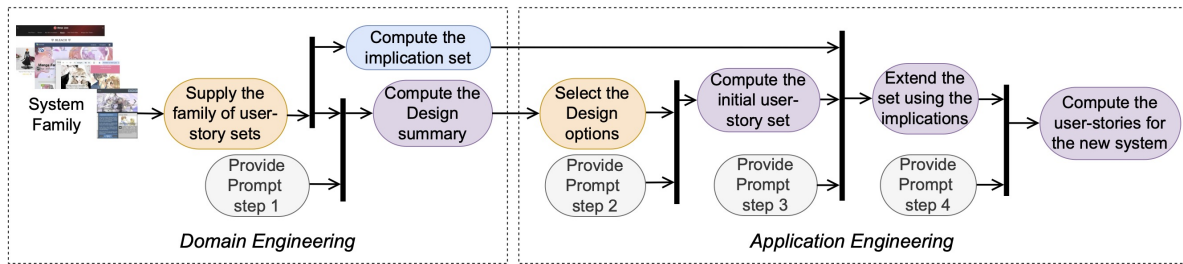 System
Family
Supply the
family of user-
story sets
Provide
Prompt
step 1
Compute the
implication set
Compute the
Design
summary
Domain Engineering
Select the
Design
options
Provide
Prompt
step 2
Compute the
initial user-
story set
Provide
Prompt
step 3
Extend the
set using the
implications
Provide
Prompt
step 4
Compute the
user-stories for
the new system
Application Engineering